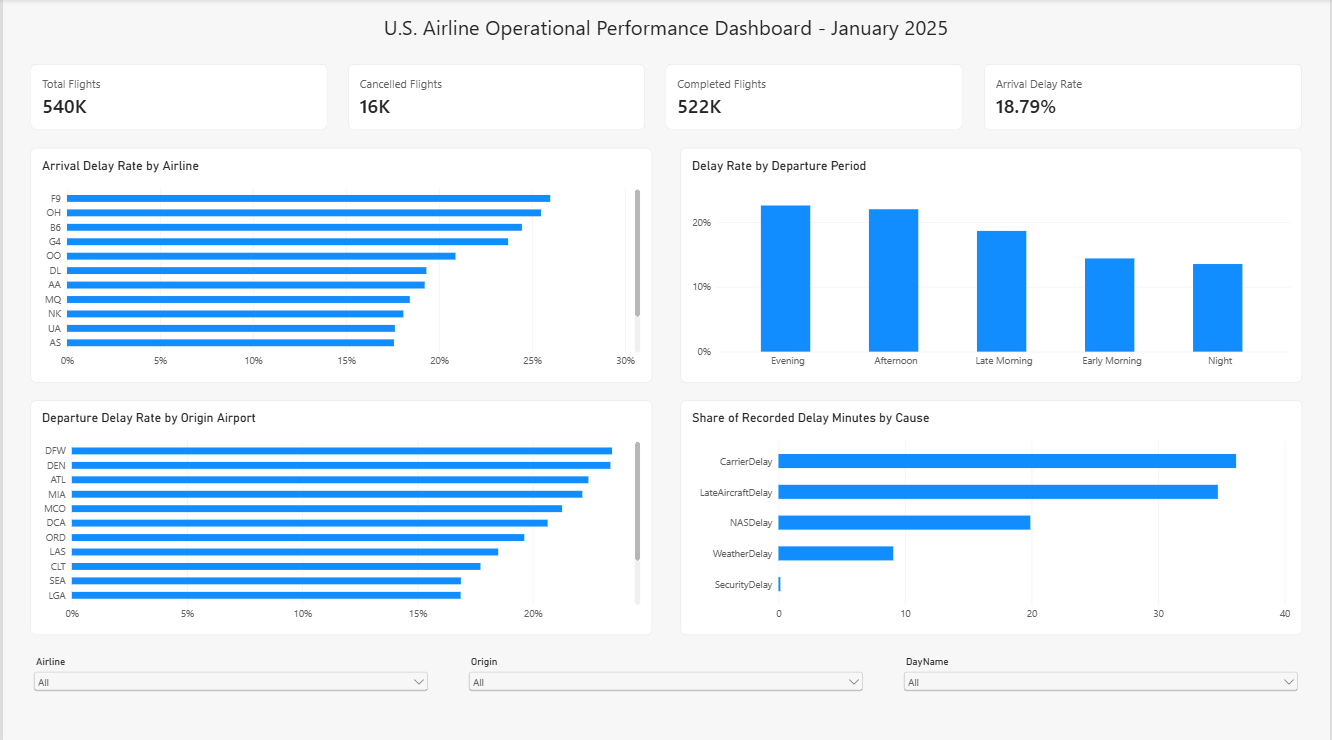 U.S. Airline Operational Performance Dashboard - January 2025
Total Flights
540K
Cancelled Flights
16K
Completed Flights
522K
Arrival Delay Rate
18.79%
Arrival Delay Rate by Airline
F9
OH
B6
G4
OO
DL
AA
MQ
NK
UA
AS
0% 5% 10% 15% 20% 25% 30%
Delay Rate by Departure Period
20%
10%
0%
Evening Afternoon Late Morning Early Morning Night
Departure Delay Rate by Origin Airport
DFW
DEN
ATL
MIA
MCO
DCA
ORD
LAS
CLT
SEA
LGA
0% 5% 10% 15% 20%
Share of Recorded Delay Minutes by Cause
CarrierDelay
LateAircraftDelay
NASDelay
WeatherDelay
SecurityDelay
0 10 20 30 40
Airline
All
Origin
All
DayName
All